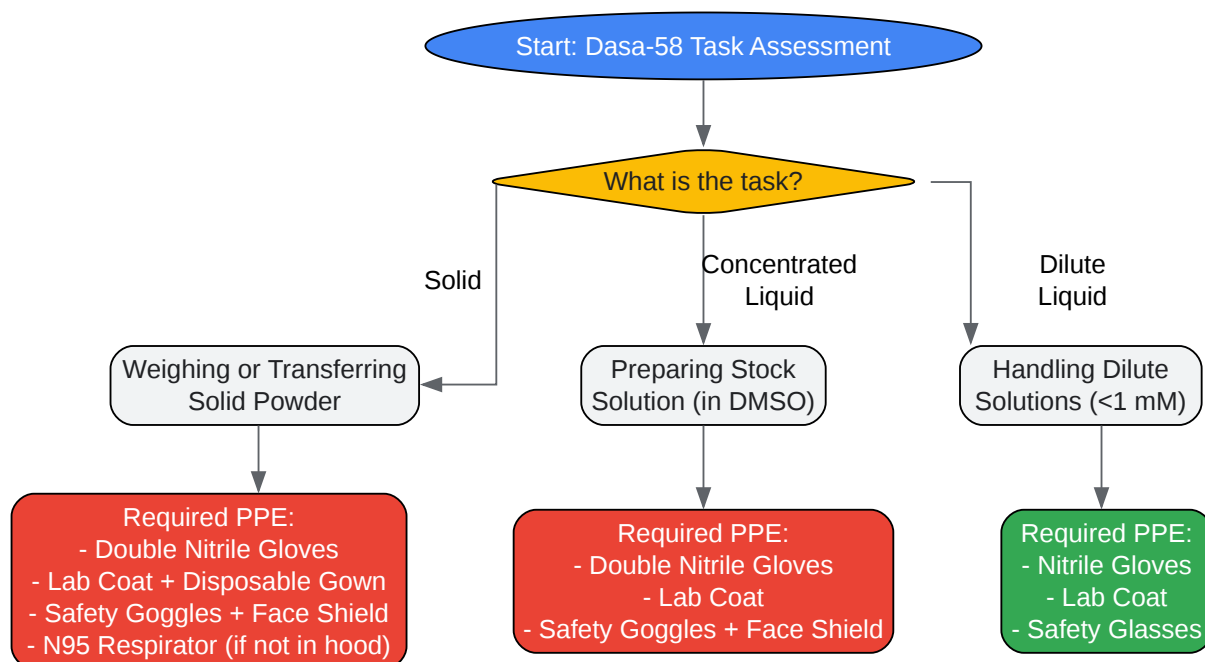 Start: Dasa-58 Task Assessment
What is the task?
Solid
Concentrated
Liquid
Dilute
Liquid
Weighing or Transferring
Solid Powder
Preparing Stock
Solution (in DMSO)
Handling Dilute
Solutions (<1 mM)
Required PPE:
- Double Nitrile Gloves
- Lab Coat + Disposable Gown
- Safety Goggles + Face Shield
- N95 Respirator (if not in hood)
Required PPE:
- Double Nitrile Gloves
- Lab Coat
- Safety Goggles + Face Shield
Required PPE:
- Nitrile Gloves
- Lab Coat
- Safety Glasses